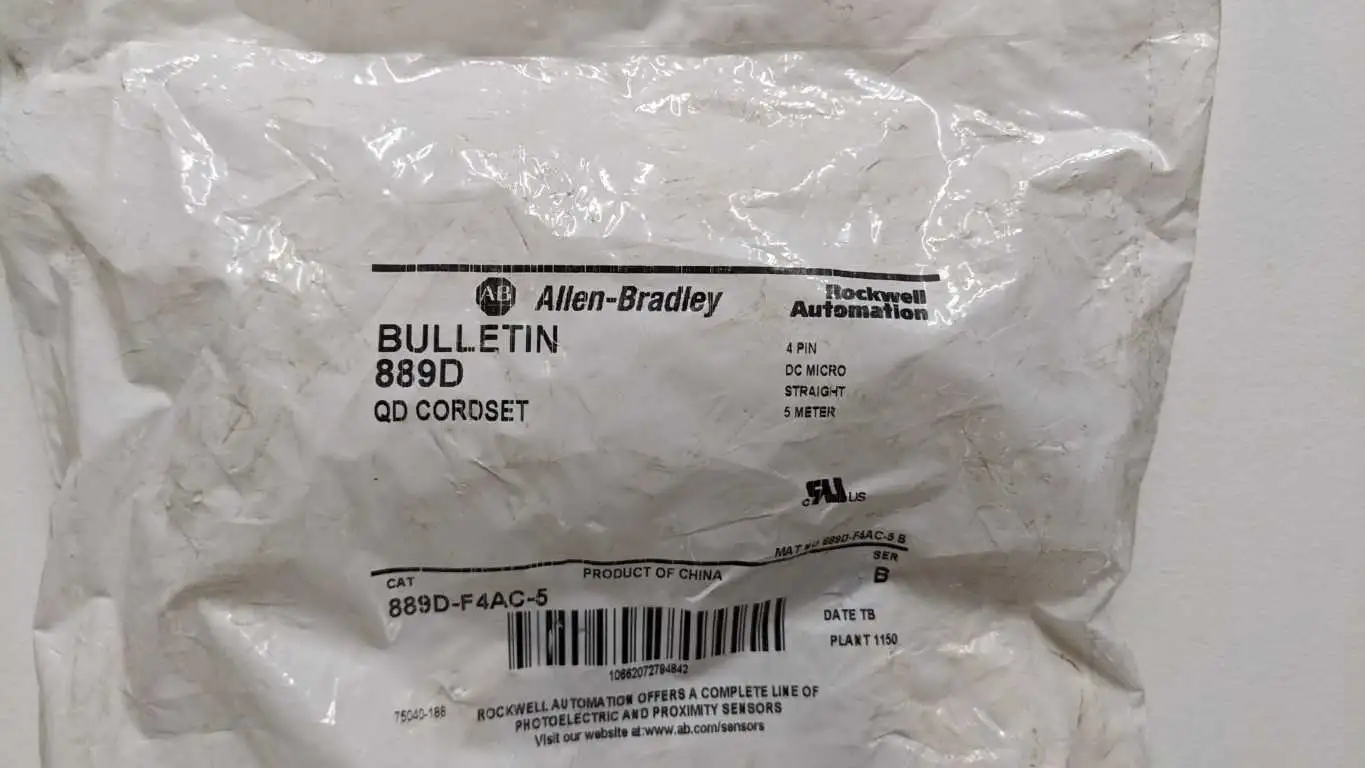 AB Allen-Bradley
Rockwell
Automation
BULLETIN
889D
QD CORDSET
4 PIN
DC MICRO
STRAIGHT
5 METER
c UL US
MAT # 889D-F4AC-5 B
CAT
PRODUCT OF CHINA
SER
B
889D-F4AC-5
DATE TB
PLANT 1150
10662072794842
75040-188
ROCKWELL AUTOMATION OFFERS A COMPLETE LINE OF
PHOTOELECTRIC AND PROXIMITY SENSORS
Visit our website at:www.ab.com/sensors